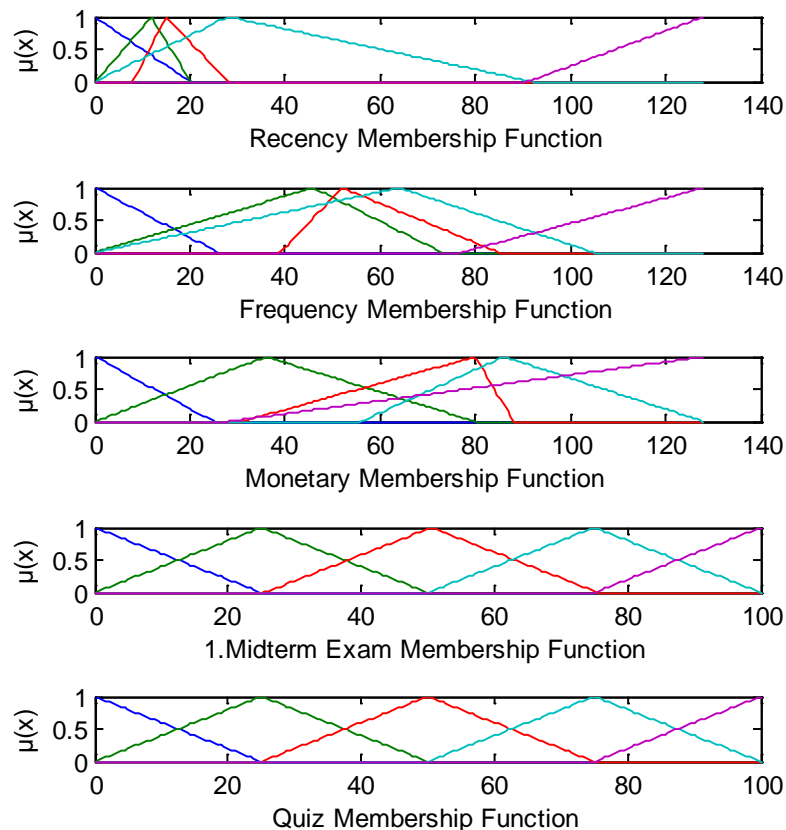 1
0.5
0
μ(x)
0 20 40 60 80 100 120 140
Recency Membership Function
1
0.5
0
μ(x)
0 20 40 60 80 100 120 140
Frequency Membership Function
1
0.5
0
μ(x)
0 20 40 60 80 100 120 140
Monetary Membership Function
1
0.5
0
μ(x)
0 20 40 60 80 100
1.Midterm Exam Membership Function
1
0.5
0
μ(x)
0 20 40 60 80 100
Quiz Membership Function